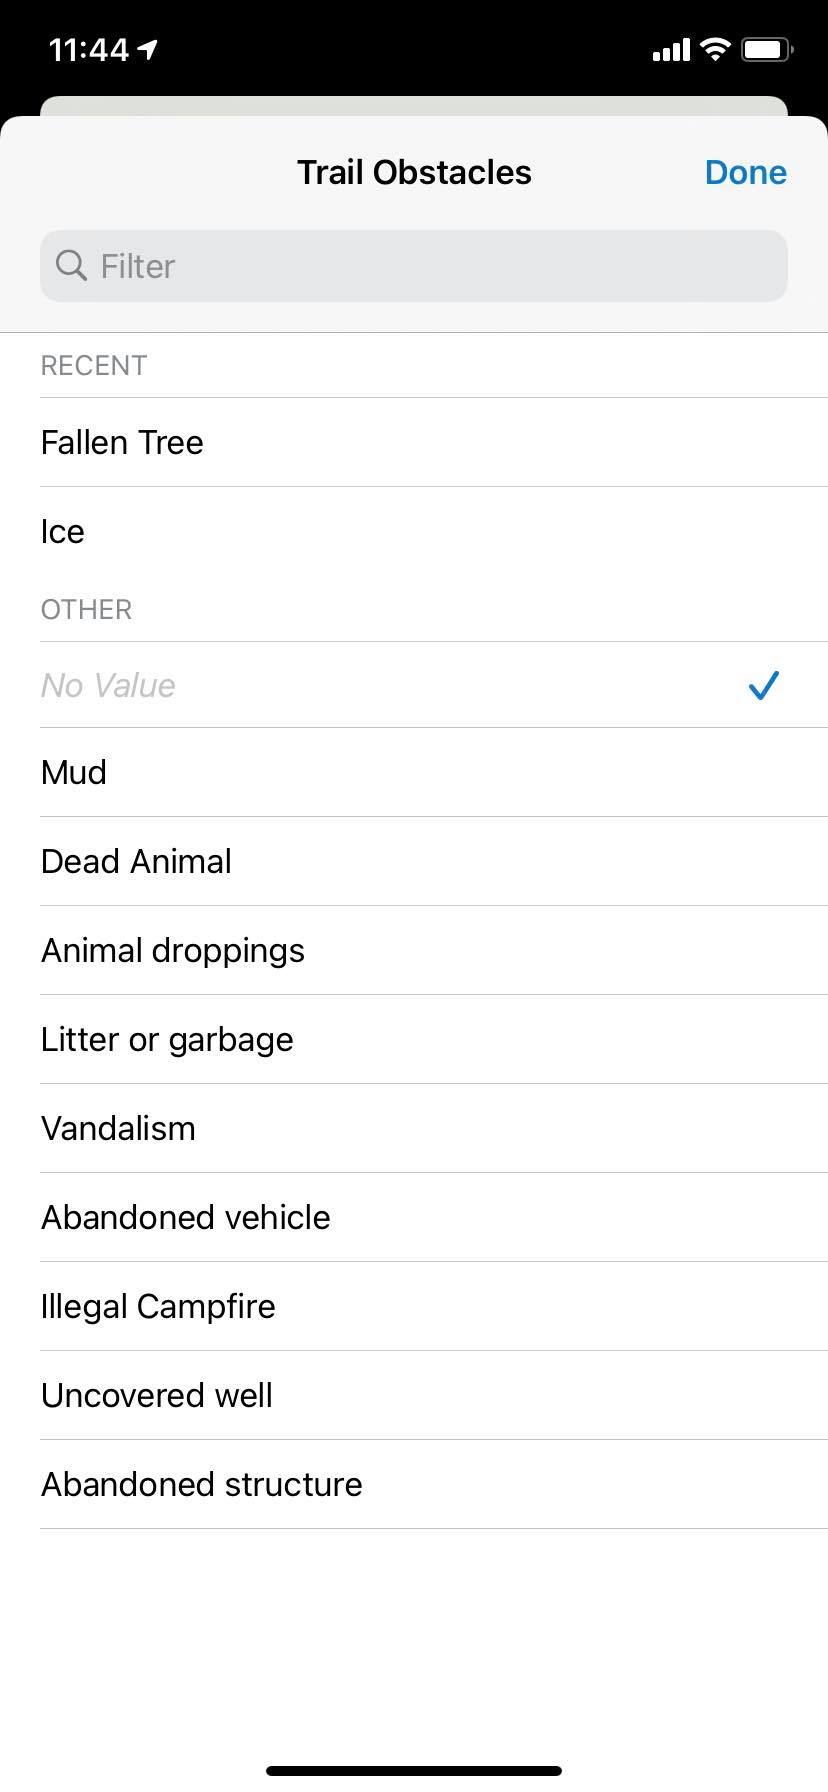 11:44
Trail Obstacles
Done
Filter
RECENT
Fallen Tree
Ice
OTHER
No Value
Mud
Dead Animal
Animal droppings
Litter or garbage
Vandalism
Abandoned vehicle
Illegal Campfire
Uncovered well
Abandoned structure